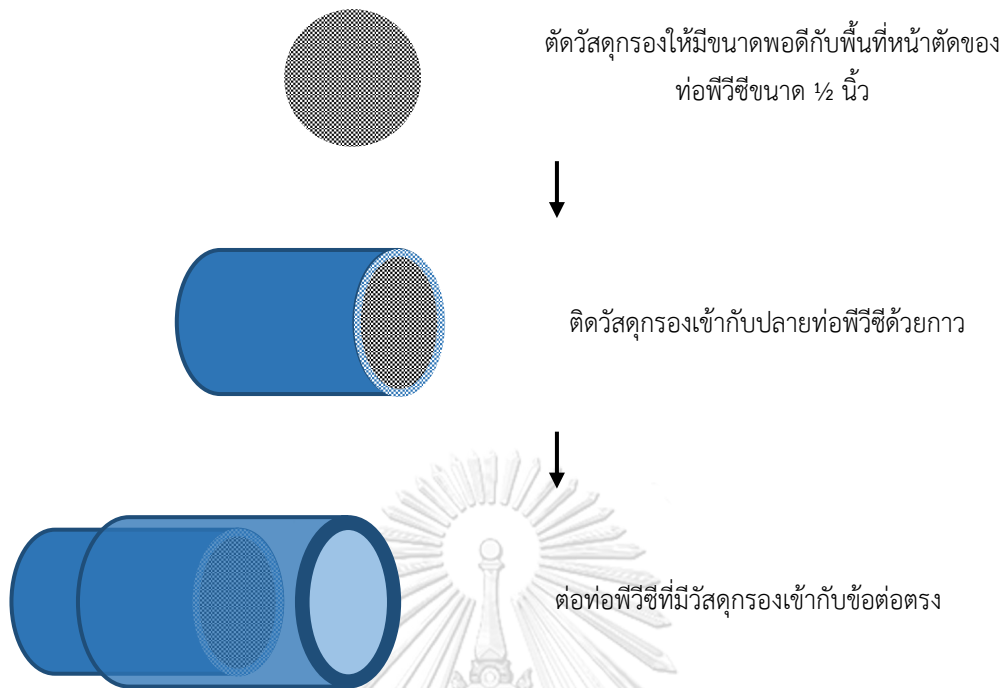 ตัดวัสดุกรองให้มีขนาดพอดีกับพื้นที่หน้าตัดของ
ท่อพีวีซีขนาด ½ นิ้ว
ติดวัสดุกรองเข้ากับปลายท่อพีวีซีด้วยกาว
ต่อท่อพีวีซีที่มีวัสดุกรองเข้ากับข้อต่อตรง